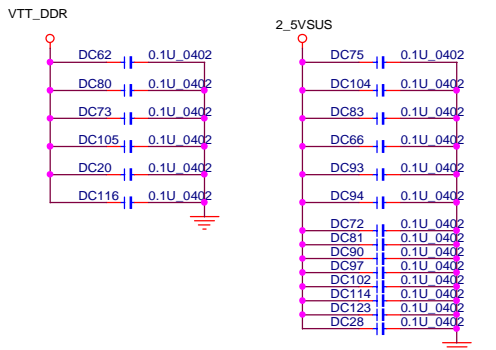 VTT_DDR
DC62 0.1U_0402
DC80 0.1U_0402
DC73 0.1U_0402
DC105 0.1U_0402
DC20 0.1U_0402
DC116 0.1U_0402
2_5VSUS
DC75 0.1U_0402
DC104 0.1U_0402
DC83 0.1U_0402
DC66 0.1U_0402
DC93 0.1U_0402
DC94 0.1U_0402
DC72 0.1U_0402
DC81 0.1U_0402
DC90 0.1U_0402
DC97 0.1U_0402
DC102 0.1U_0402
DC114 0.1U_0402
DC123 0.1U_0402
DC28 0.1U_0402